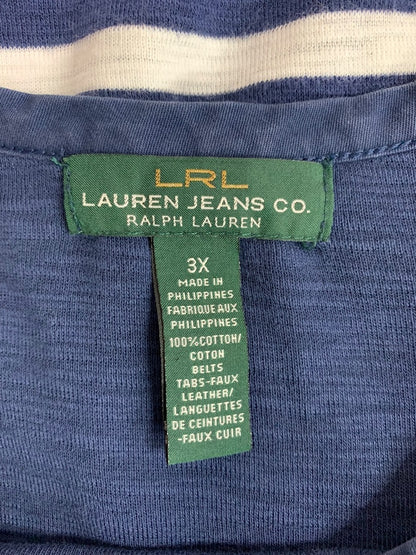 LRL
LAUREN JEANS CO.
RALPH LAUREN
3X
MADE IN
PHILIPPINES
FABRIQUE AUX
PHILIPPINES
100%COTTON/
COTON
BELTS
TABS-FAUX
LEATHER/
LANGUETTES
DE CEINTURES
-FAUX CUIR